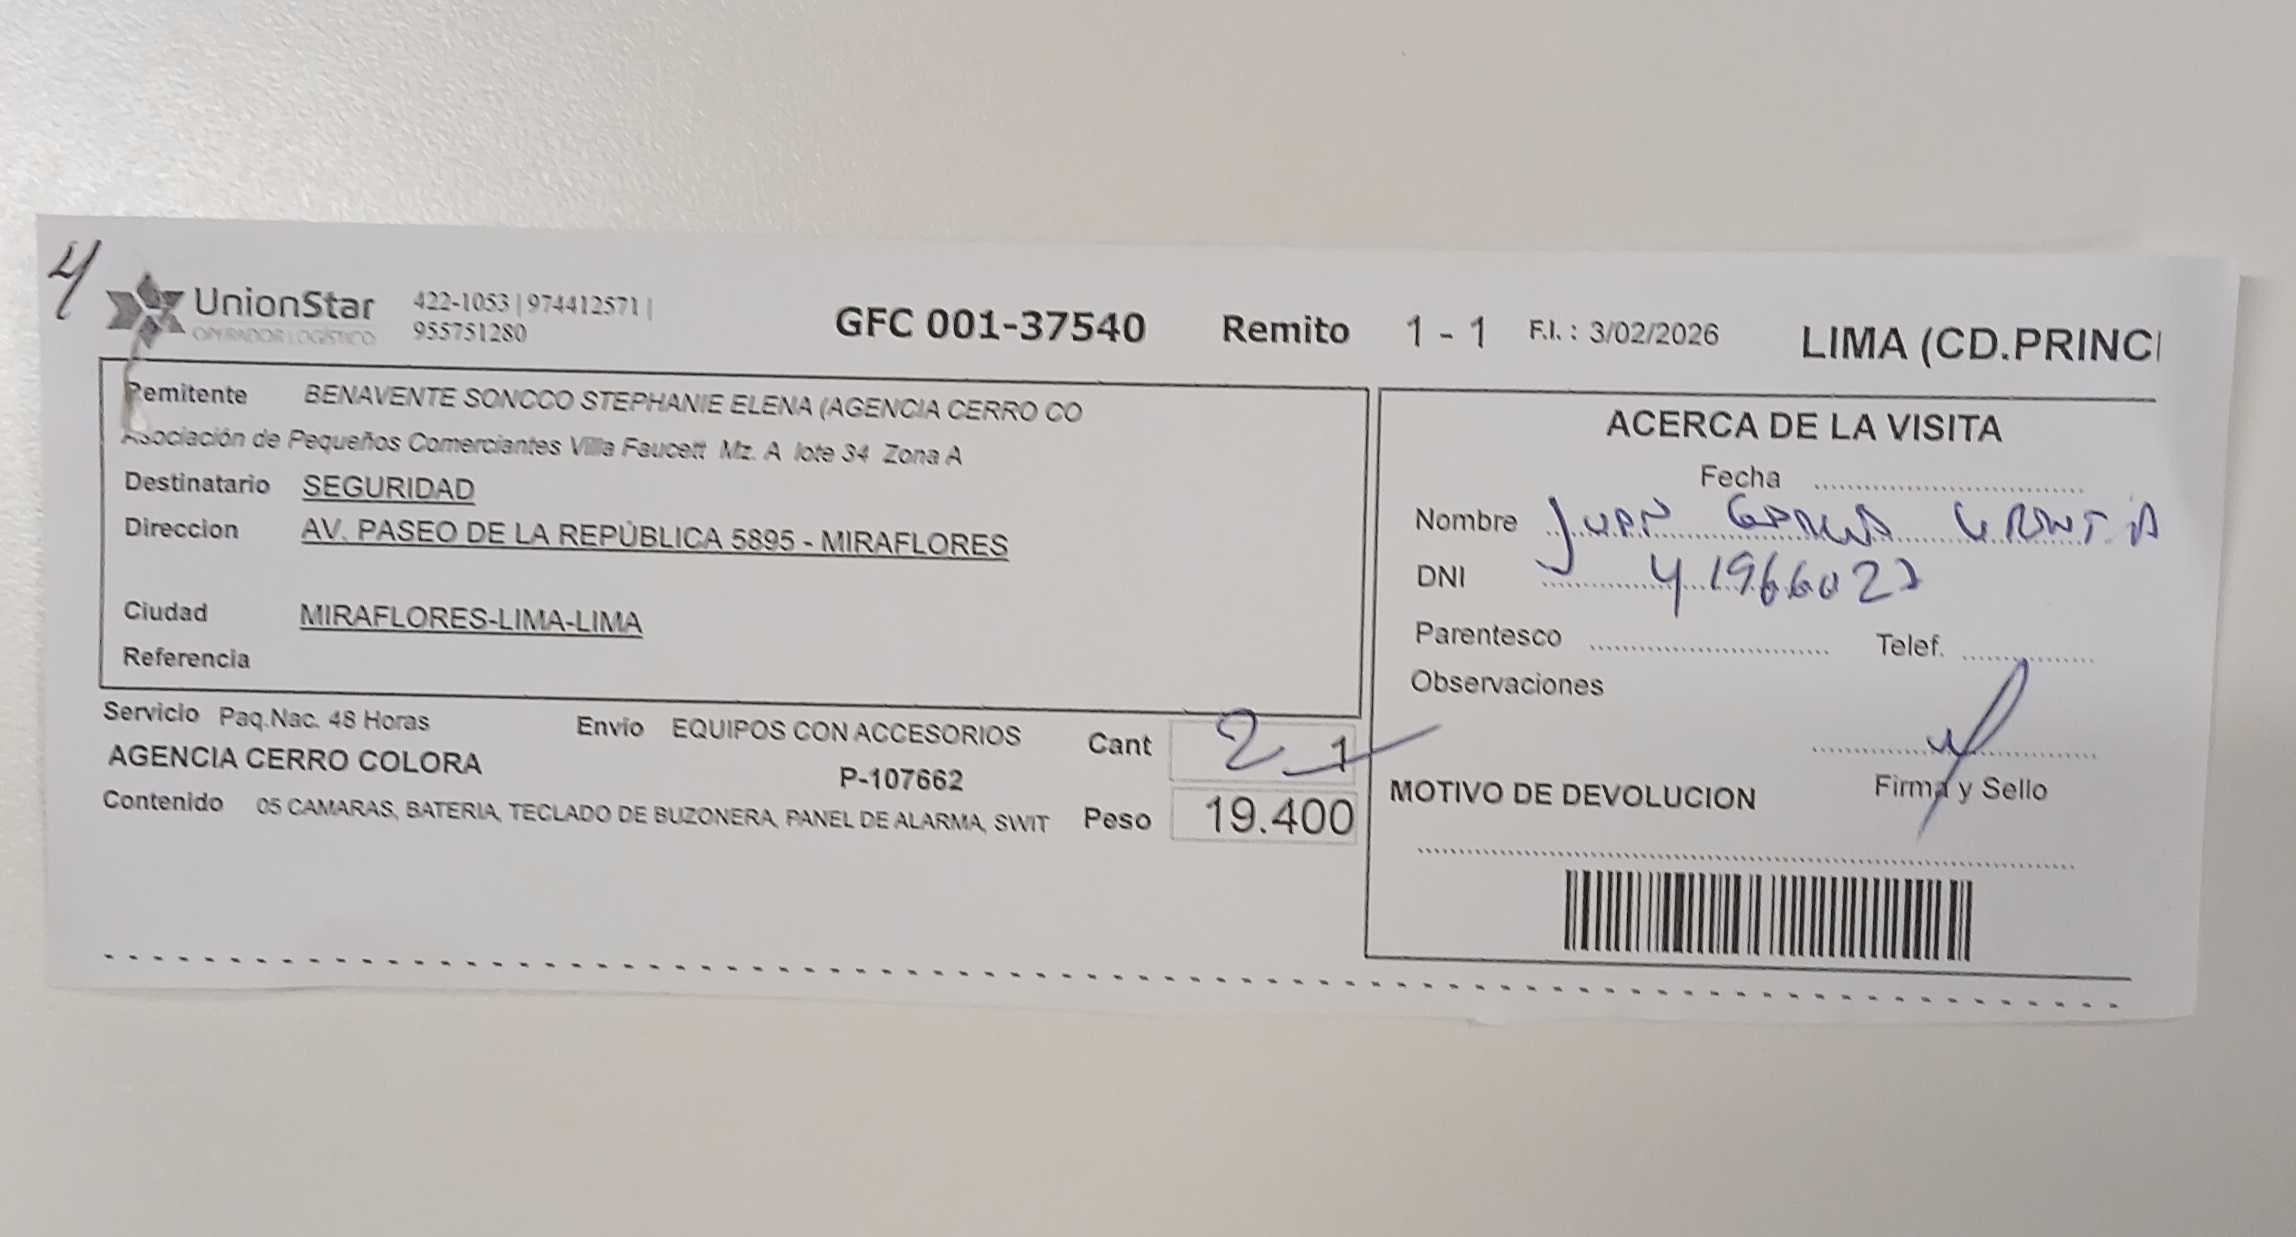 4
UnionStar
OPERADOR LOGÍSTICO
422-1053 | 974412571 |
955751280
GFC 001-37540 Remito 1 - 1 F.I. : 3/02/2026 LIMA (CD.PRINCI
Remitente BENAVENTE SONCCO STEPHANIE ELENA (AGENCIA CERRO CO
Asociación de Pequeños Comerciantes Villa Faucett Mz. A lote 34 Zona A
Destinatario SEGURIDAD
Direccion AV. PASEO DE LA REPÚBLICA 5895 - MIRAFLORES
Ciudad MIRAFLORES-LIMA-LIMA
Referencia
Servicio Paq.Nac. 48 Horas Envio EQUIPOS CON ACCESORIOS Cant 2 1
AGENCIA CERRO COLORA P-107662
Contenido 05 CAMARAS, BATERIA, TECLADO DE BUZONERA, PANEL DE ALARMA, SWIT Peso 19.400
ACERCA DE LA VISITA
Fecha
Nombre Juan
DNI
Parentesco Telef.
Observaciones
Firma y Sello
MOTIVO DE DEVOLUCION